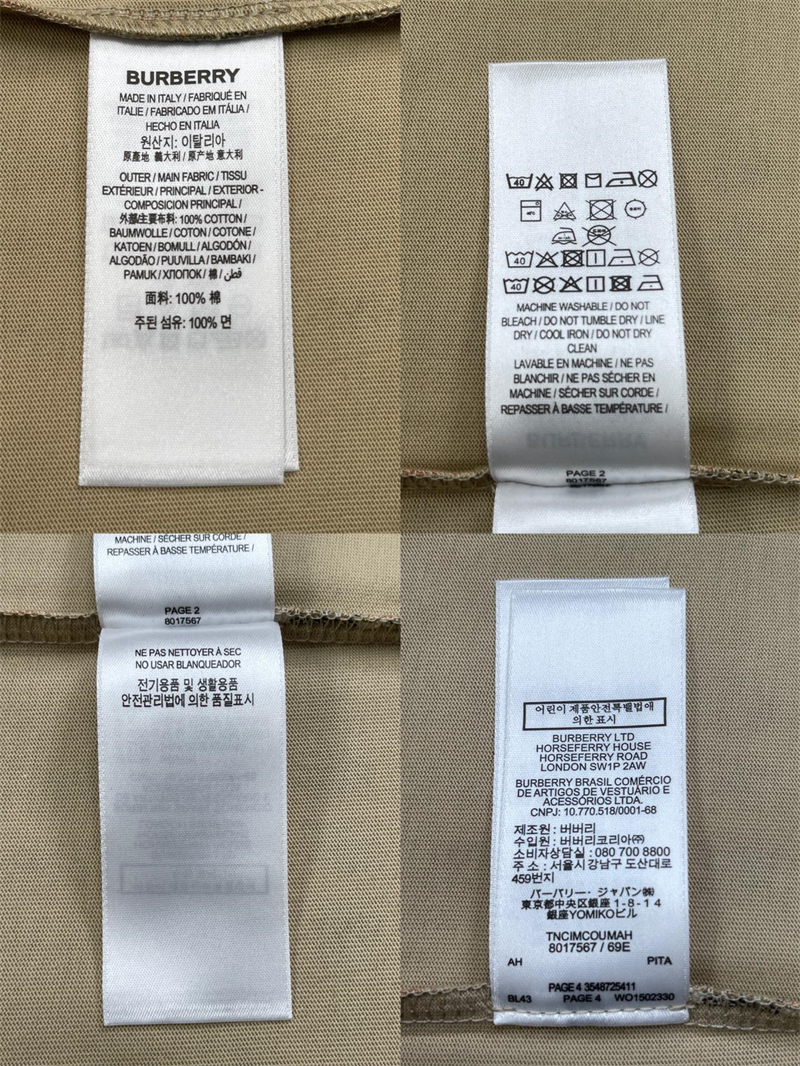 BURBERRY
MADE IN ITALY / FABRIQUÉ EN
ITALIE / FABRICADO EM ITÁLIA /
HECHO EN ITALIA
원산지: 이탈리아
原產地 義大利 / 原产地 意大利
OUTER / MAIN FABRIC / TISSU
EXTÉRIEUR / PRINCIPAL / EXTERIOR -
COMPOSICION PRINCIPAL /
外部/主要布料: 100% COTTON /
BAUMWOLLE / COTON / COTONE /
KATOEN / BOMULL / ALGODÓN /
ALGODÃO / PUUVILLA / BAMBAKI /
PAMUK / ХЛОПОК / 棉 / قطن /
面料: 100% 棉
주된 섬유: 100% 면
40
40
40
MACHINE WASHABLE / DO NOT
BLEACH / DO NOT TUMBLE DRY / LINE
DRY / COOL IRON / DO NOT DRY
CLEAN
LAVABLE EN MACHINE / NE PAS
BLANCHIR / NE PAS SÉCHER EN
MACHINE / SÉCHER SUR CORDE /
REPASSER À BASSE TEMPÉRATURE /
PAGE 2
8017567
MACHINE / SÉCHER SUR CORDE /
REPASSER À BASSE TEMPÉRATURE /
PAGE 2
8017567
NE PAS NETTOYER À SEC
NO USAR BLANQUEADOR
전기용품 및 생활용품
안전관리법에 의한 품질표시
어린이 제품안전특별법애
의한 표시
BURBERRY LTD
HORSEFERRY HOUSE
HORSEFERRY ROAD
LONDON SW1P 2AW
BURBERRY BRASIL COMÉRCIO
DE ARTIGOS DE VESTUÁRIO E
ACESSÓRIOS LTDA.
CNPJ: 10.770.518/0001-68
제조원 : 버버리
수입원 : 버버리코리아㈜
소비자상담실 : 080 700 8800
주 소 : 서울시 강남구 도산대로
459번지
バーバリー・ジャパン㈱
東京都中央区銀座 1 - 8 - 1 4
銀座YOMIKOビル
TNCIMCOUMAH
8017567 / 69E
AH PITA
PAGE 4 3548725411
BL43 PAGE 4 WO1502330